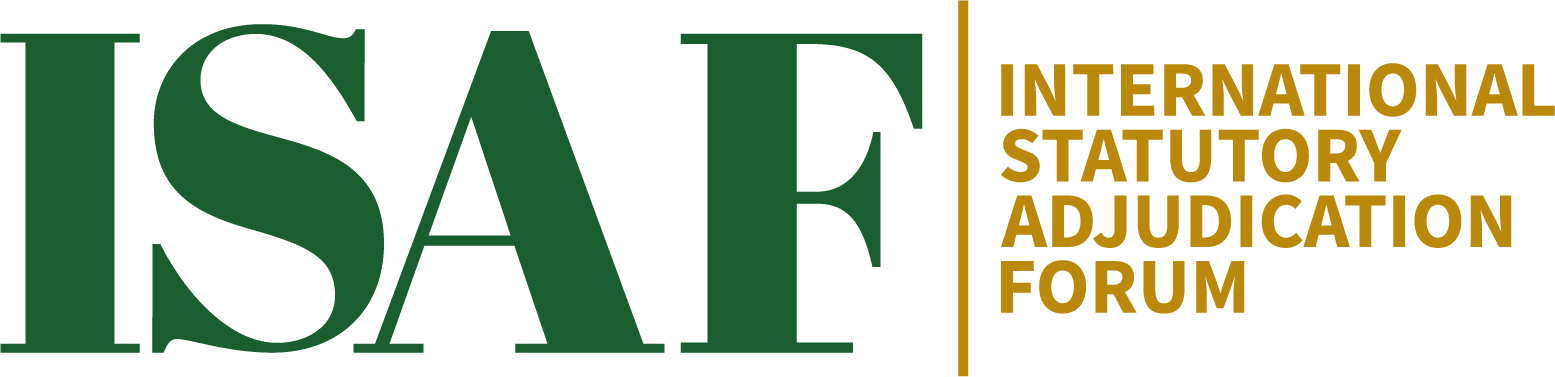 ISAF
INTERNATIONAL
STATUTORY
ADJUDICATION
FORUM